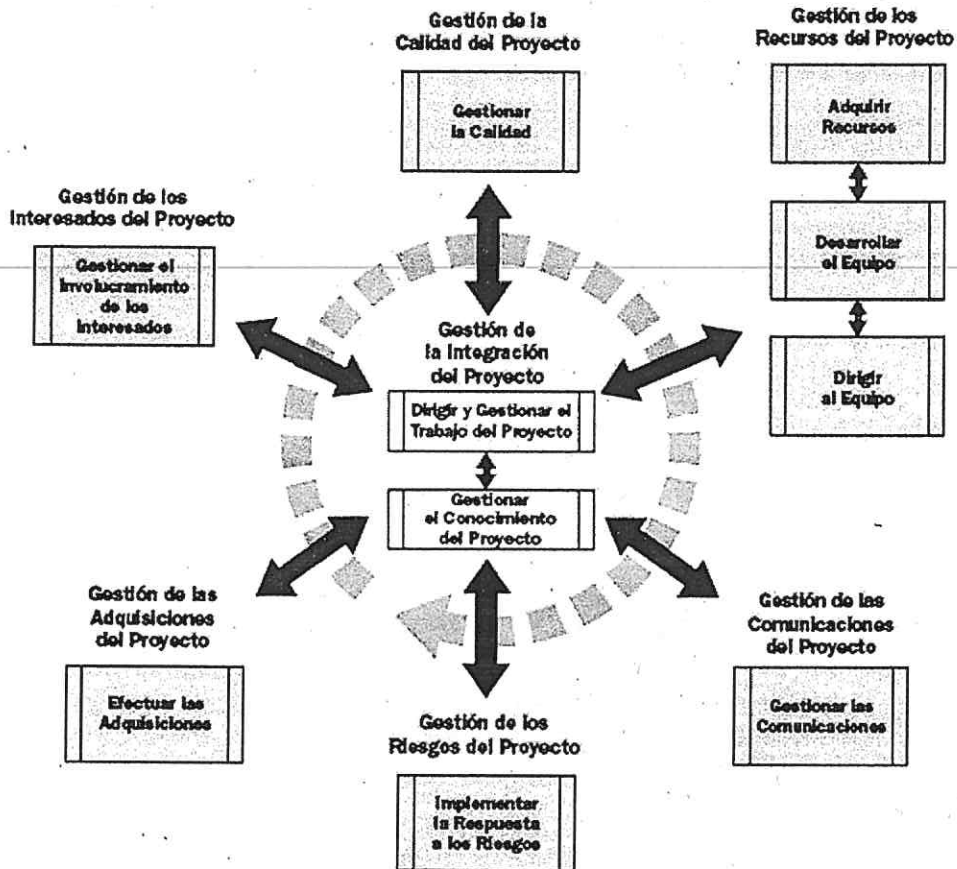 Gestión de la
Calidad del Proyecto
Gestionar
la Calidad
Gestión de los
Recursos del Proyecto
Adquirir
Recursos
Desarrollar
el Equipo
Dirigir
al Equipo
Gestión de los
Interesados del Proyecto
Gestionar el
Involucramiento
de los
Interesados
Gestión de
la Integración
del Proyecto
Dirigir y Gestionar el
Trabajo del Proyecto
Gestionar
el Conocimiento
del Proyecto
Gestión de las
Adquisiciones
del Proyecto
Efectuar las
Adquisiciones
Gestión de los
Riesgos del Proyecto
Implementar
la Respuesta
a los Riesgos
Gestión de las
Comunicaciones
del Proyecto
Gestionar las
Comunicaciones